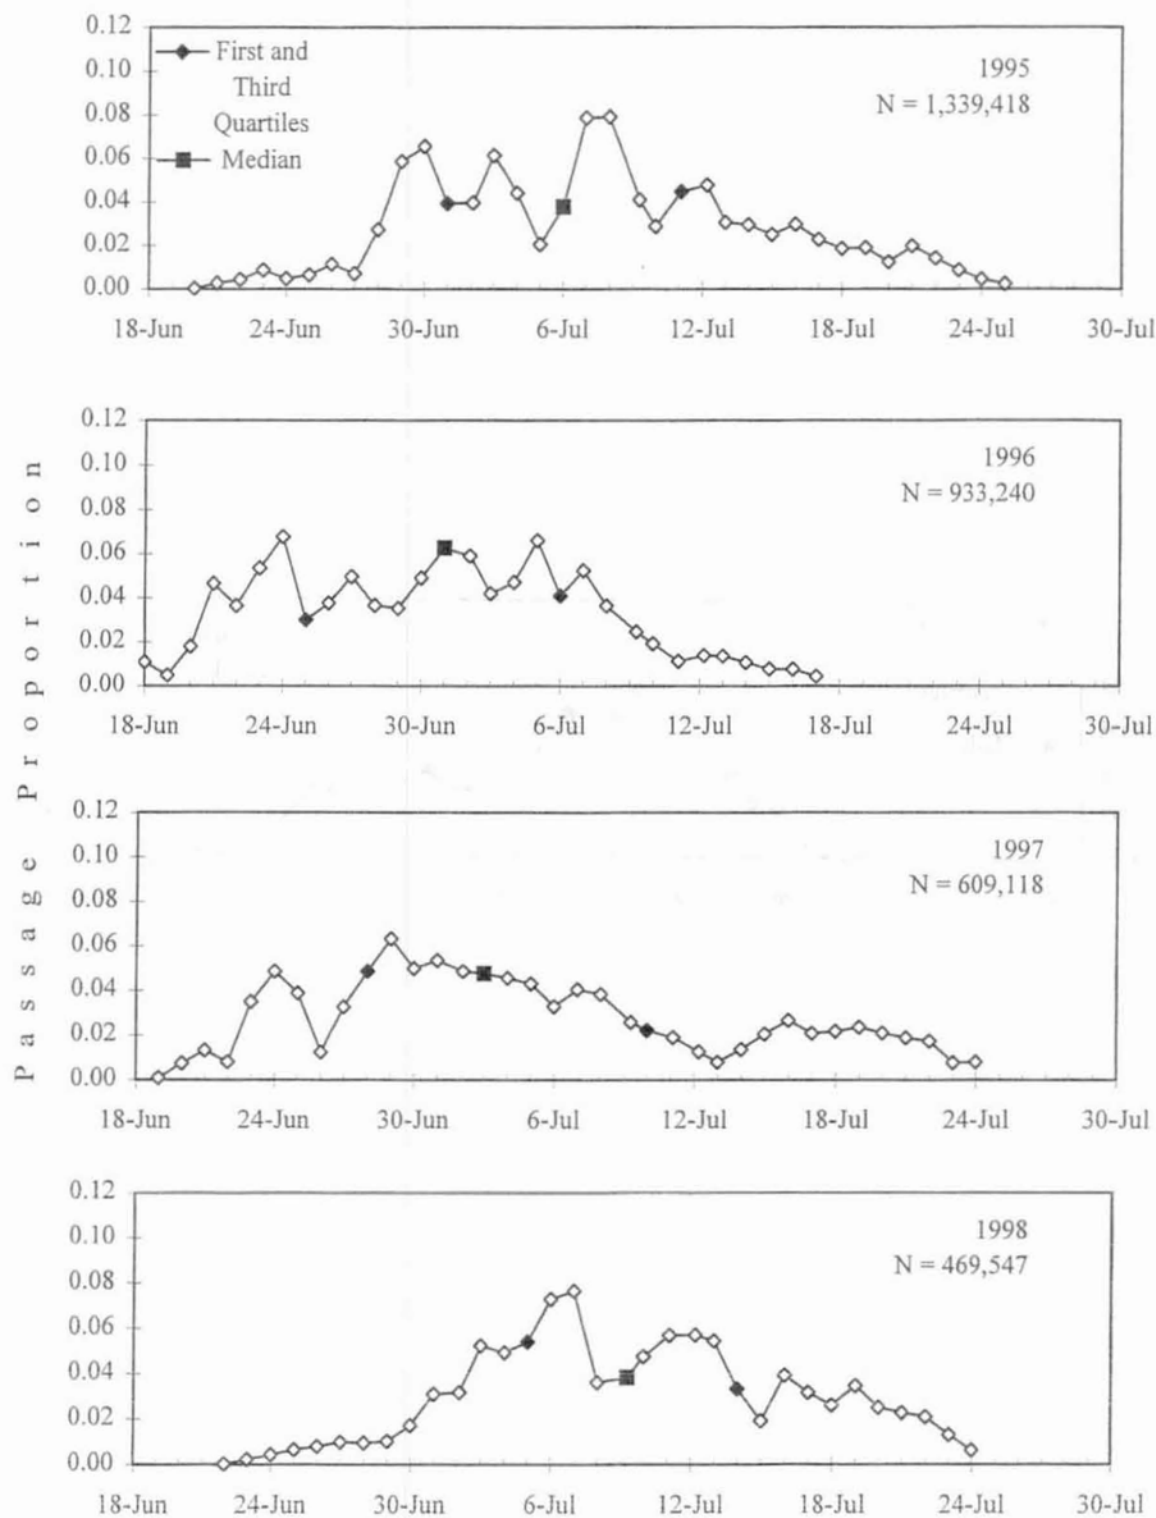 0.12
0.10
0.08
0.06
0.04
0.02
0.00
First and
Third
Quartiles
Median
1995
N = 1,339,418
18-Jun 24-Jun 30-Jun 6-Jul 12-Jul 18-Jul 24-Jul 30-Jul
Passage Proportion
0.12
0.10
0.08
0.06
0.04
0.02
0.00
1996
N = 933,240
18-Jun 24-Jun 30-Jun 6-Jul 12-Jul 18-Jul 24-Jul 30-Jul
0.12
0.10
0.08
0.06
0.04
0.02
0.00
1997
N = 609,118
18-Jun 24-Jun 30-Jun 6-Jul 12-Jul 18-Jul 24-Jul 30-Jul
0.12
0.10
0.08
0.06
0.04
0.02
0.00
1998
N = 469,547
18-Jun 24-Jun 30-Jun 6-Jul 12-Jul 18-Jul 24-Jul 30-Jul